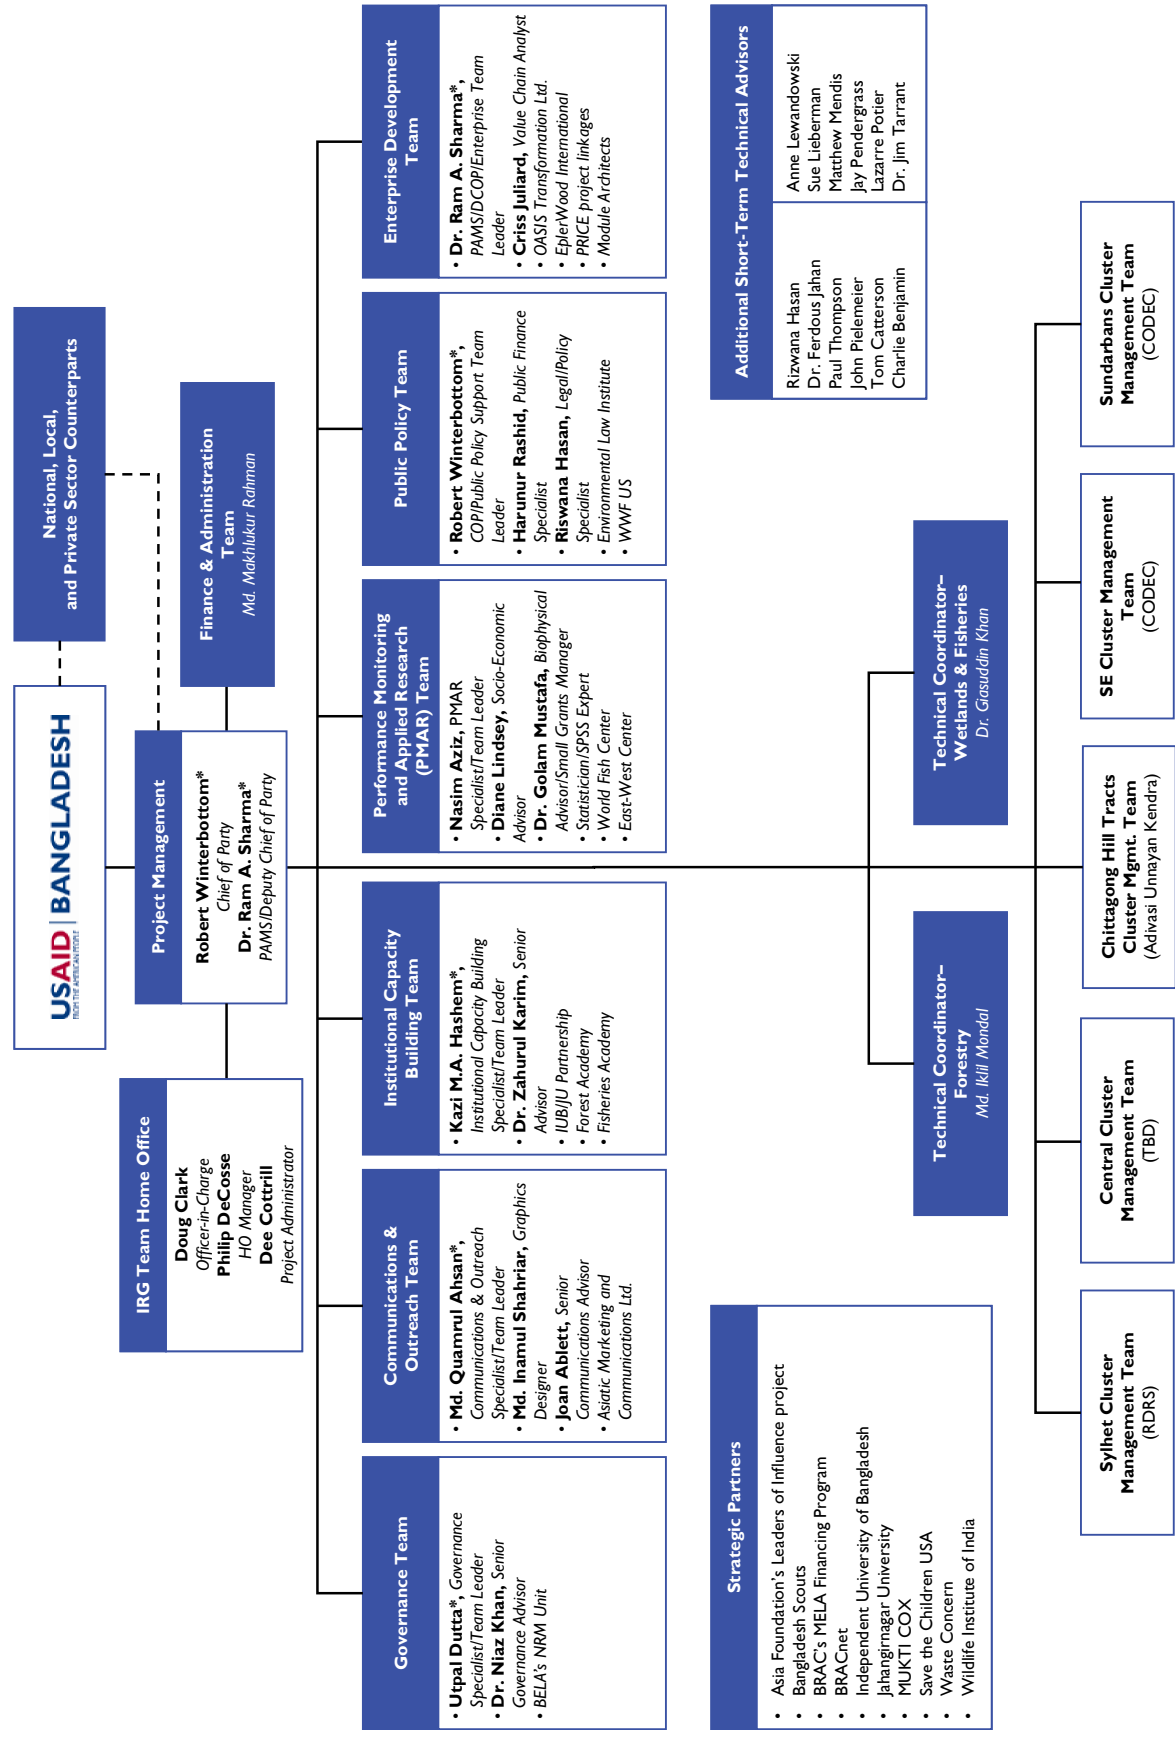 USAID | BANGLADESH
FROM THE AMERICAN PEOPLE
National, Local,
and Private Sector Counterparts
IRG Team Home Office
Doug Clark
Officer-in-Charge
Philip DeCosse
HO Manager
Dee Cottrill
Project Administrator
Project Management
Robert Winterbottom*
Chief of Party
Dr. Ram A. Sharma*
PAMS/Deputy Chief of Party
Finance & Administration
Team
Md. Makhlukur Rahman
Governance Team
• Utpal Dutta*, Governance
Specialist/Team Leader
• Dr. Niaz Khan, Senior
Governance Advisor
• BELA's NRM Unit
Communications &
Outreach Team
• Md. Quamrul Ahsan*,
Communications & Outreach
Specialist/Team Leader
• Md. Inamul Shahriar, Graphics
Designer
• Joan Ablett, Senior
Communications Advisor
• Asiatic Marketing and
Communications Ltd.
Institutional Capacity
Building Team
• Kazi M.A. Hashem*,
Institutional Capacity Building
Specialist/Team Leader
• Dr. Zahurul Karim, Senior
Advisor
• IUB/JU Partnership
• Forest Academy
• Fisheries Academy
Performance Monitoring
and Applied Research
(PMAR) Team
• Nasim Aziz, PMAR
Specialist/Team Leader
• Diane Lindsey, Socio-Economic
Advisor
• Dr. Golam Mustafa, Biophysical
Advisor/Small Grants Manager
• Statistician/SPSS Expert
• World Fish Center
• East-West Center
Public Policy Team
• Robert Winterbottom*,
COP/Public Policy Support Team
Leader
• Harunur Rashid, Public Finance
Specialist
• Riswana Hasan, Legal/Policy
Specialist
• Environmental Law Institute
• WWF US
Enterprise Development
Team
• Dr. Ram A. Sharma*,
PAMS/DCOP/Enterprise Team
Leader
• Criss Juliard, Value Chain Analyst
• OASIS Transformation Ltd.
• EplerWood International
• PRICE project linkages
• Module Architects
Strategic Partners
• Asia Foundation's Leaders of Influence project
• Bangladesh Scouts
• BRAC's MELA Financing Program
• BRACnet
• Independent University of Bangladesh
• Jahangirnagar University
• MUKTI COX
• Save the Children USA
• Waste Concern
• Wildlife Institute of India
Additional Short-Term Technical Advisors
Rizwana Hasan
Dr. Ferdous Jahan
Paul Thompson
John Pielemeier
Tom Catterson
Charlie Benjamin
Anne Lewandowski
Sue Lieberman
Matthew Mendis
Jay Pendergrass
Lazarre Potier
Dr. Jim Tarrant
Technical Coordinator–
Forestry
Md. Iklil Mondal
Technical Coordinator–
Wetlands & Fisheries
Dr. Giasuddin Khan
Sylhet Cluster
Management Team
(RDRS)
Central Cluster
Management Team
(TBD)
Chittagong Hill Tracts
Cluster Mgmt. Team
(Adivasi Unnayan Kendra)
SE Cluster Management
Team
(CODEC)
Sundarbans Cluster
Management Team
(CODEC)